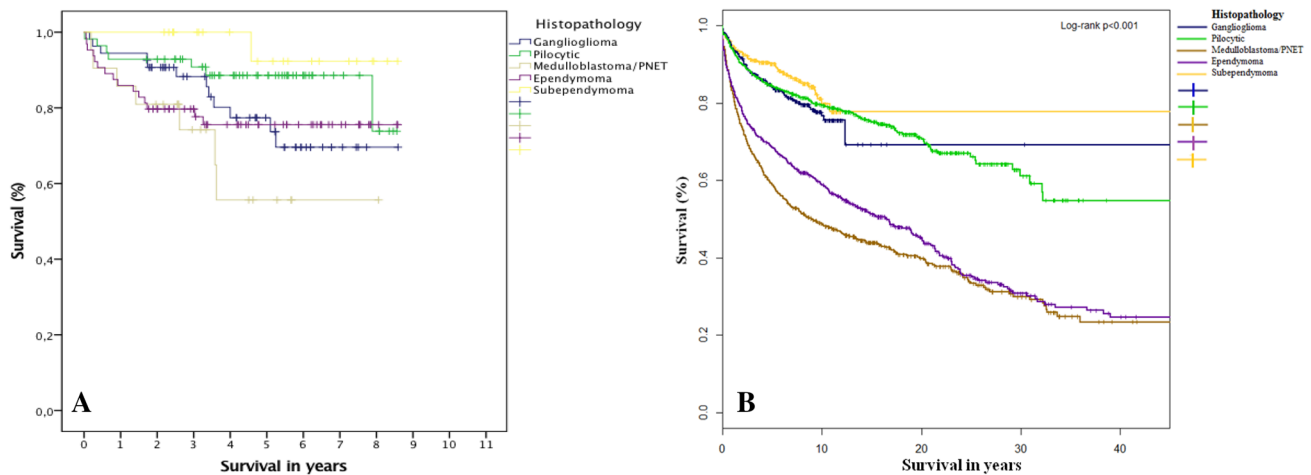 Histopathology
Ganglioglioma
Pilocytic
Medulloblastoma/PNET
Ependymoma
Subependymoma
1,0
0,8
0,6
0,4
0,2
0,0
Survival (%)
A
0 1 2 3 4 5 6 7 8 9 10 11
Survival in years
B
Log-rank p<0.001
Histopathology
Ganglioglioma
Pilocytic
Medulloblastoma/PNET
Ependymoma
Subependymoma
1.0
0.8
0.6
0.4
0.2
0.0
Survival (%)
B
0 10 20 30 40
Survival in years